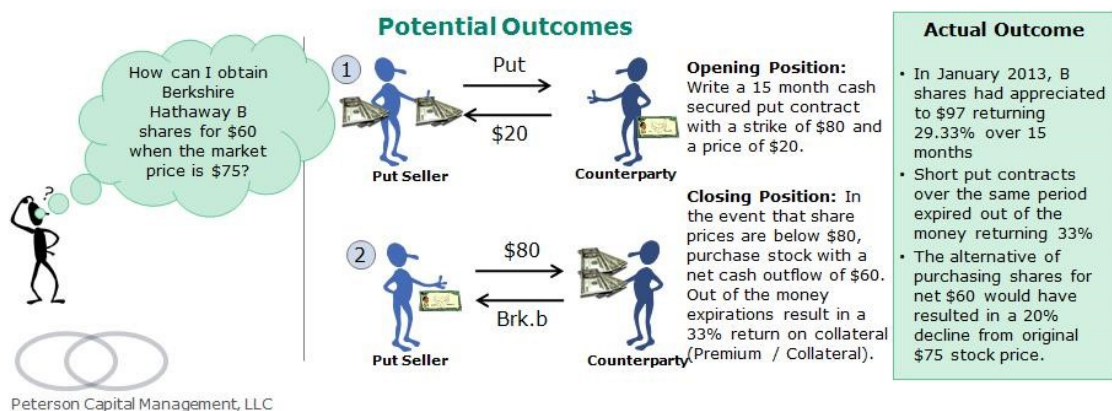 Potential Outcomes
How can I obtain
Berkshire
Hathaway B
shares for $60
when the market
price is $75?
?
1
Put
$20
Put Seller
Counterparty
Opening Position:
Write a 15 month cash
secured put contract
with a strike of $80 and
a price of $20.
2
$80
Brk.b
Put Seller
Counterparty
Closing Position: In
the event that share
prices are below $80,
purchase stock with a
net cash outflow of $60.
Out of the money
expirations result in a
33% return on collateral
(Premium / Collateral).
Actual Outcome
• In January 2013, B
shares had appreciated
to $97 returning
29.33% over 15
months
• Short put contracts
over the same period
expired out of the
money returning 33%
• The alternative of
purchasing shares for
net $60 would have
resulted in a 20%
decline from original
$75 stock price.
Peterson Capital Management, LLC